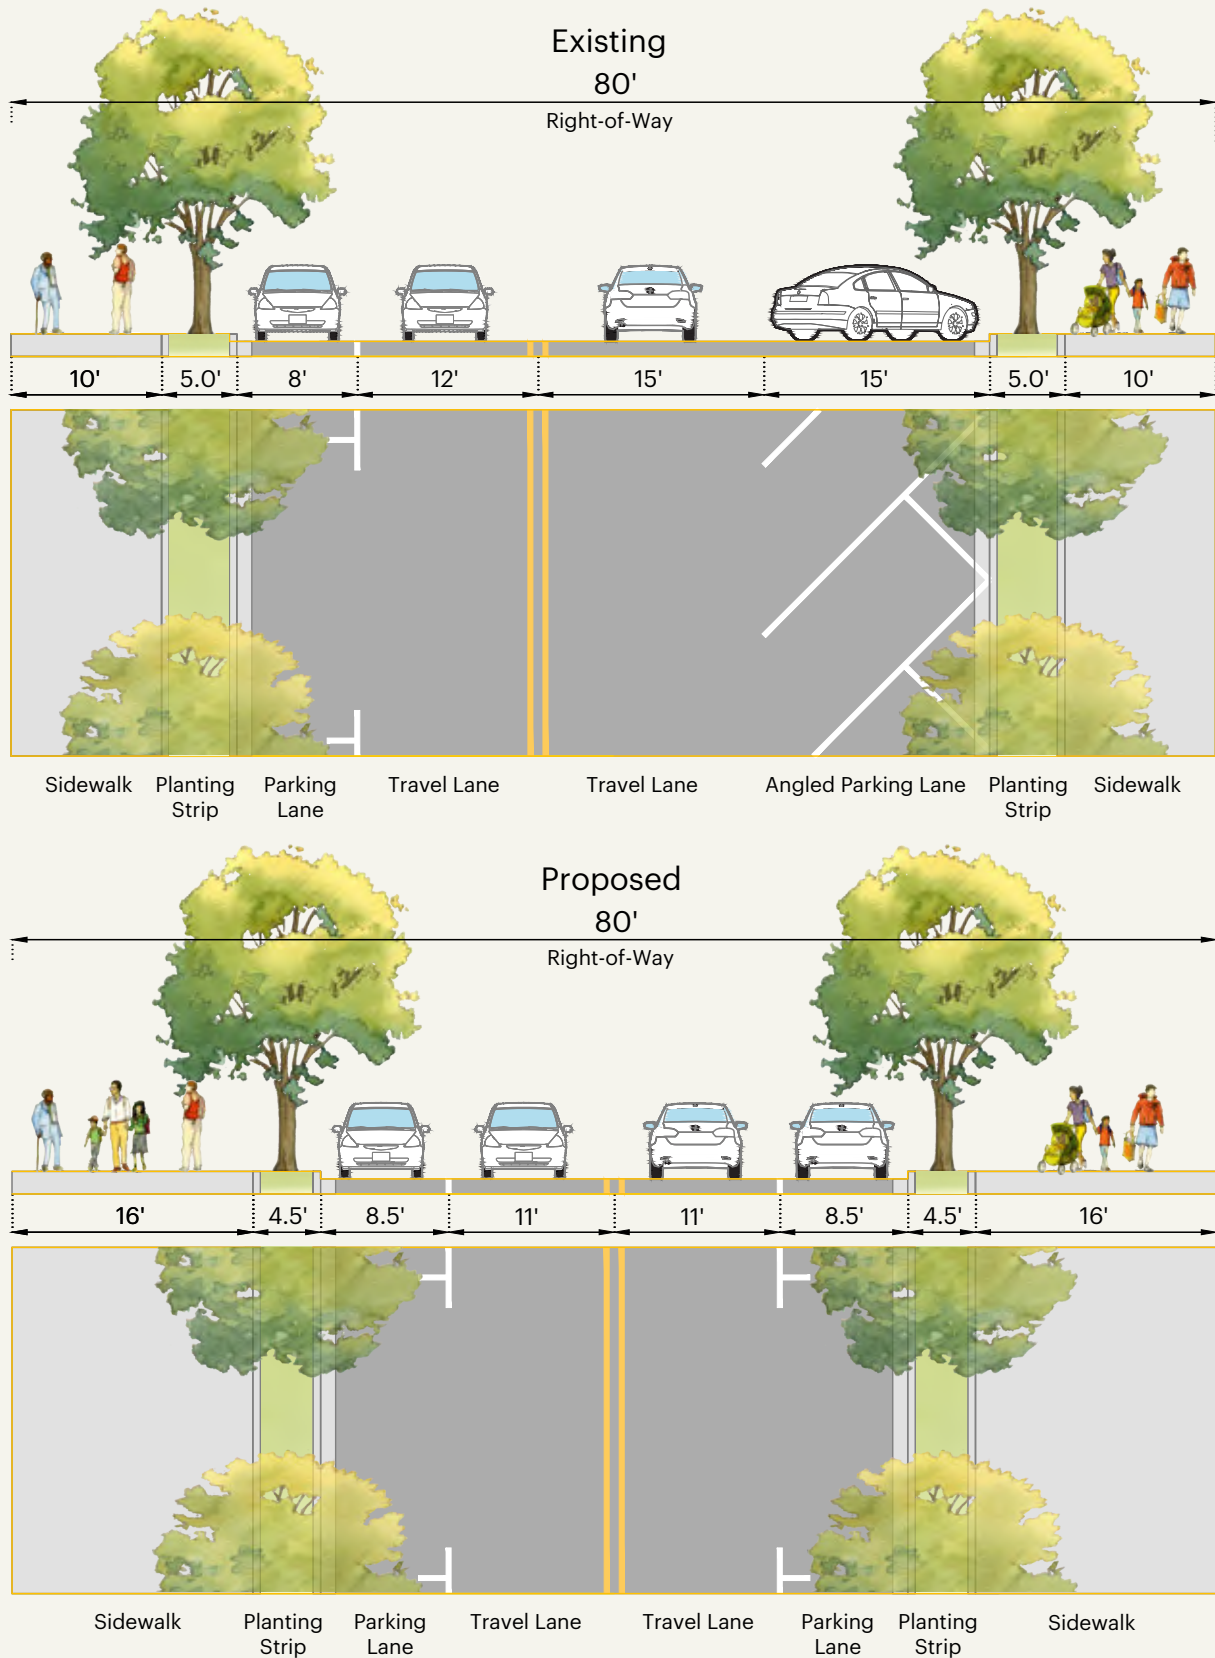 Existing
80'
Right-of-Way
10' 5.0' 8' 12' 15' 15' 5.0' 10'
Sidewalk Planting Strip Parking Lane Travel Lane Travel Lane Angled Parking Lane Planting Strip Sidewalk
Proposed
80'
Right-of-Way
16' 4.5' 8.5' 11' 11' 8.5' 4.5' 16'
Sidewalk Planting Strip Parking Lane Travel Lane Travel Lane Parking Lane Planting Strip Sidewalk